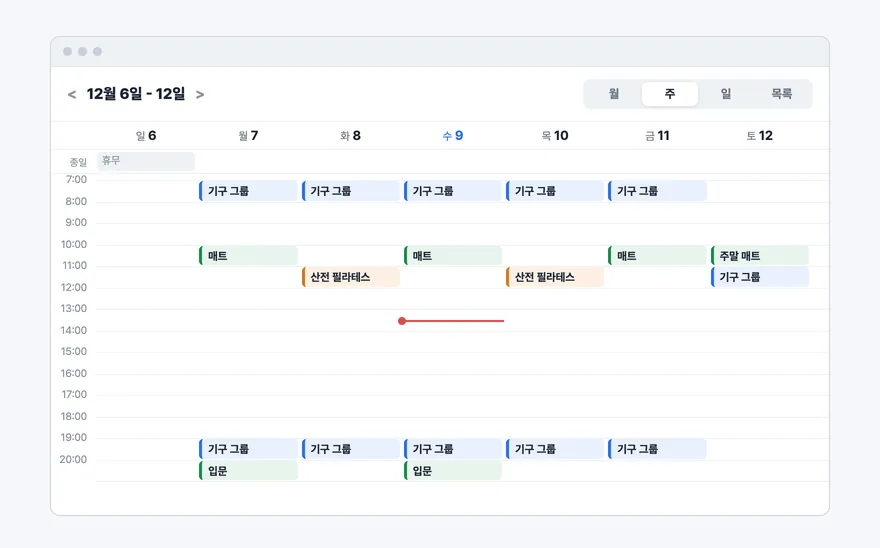 < 12월 6일 - 12일 >
월 주 일 목록
일 6 월 7 화 8 수 9 목 10 금 11 토 12
종일 휴무
7:00 기구 그룹 기구 그룹 기구 그룹 기구 그룹 기구 그룹
8:00
9:00
10:00 매트 매트 매트 주말 매트
11:00 산전 필라테스 산전 필라테스 기구 그룹
12:00
13:00
14:00
15:00
16:00
17:00
18:00
19:00 기구 그룹 기구 그룹 기구 그룹 기구 그룹 기구 그룹
20:00 입문 입문